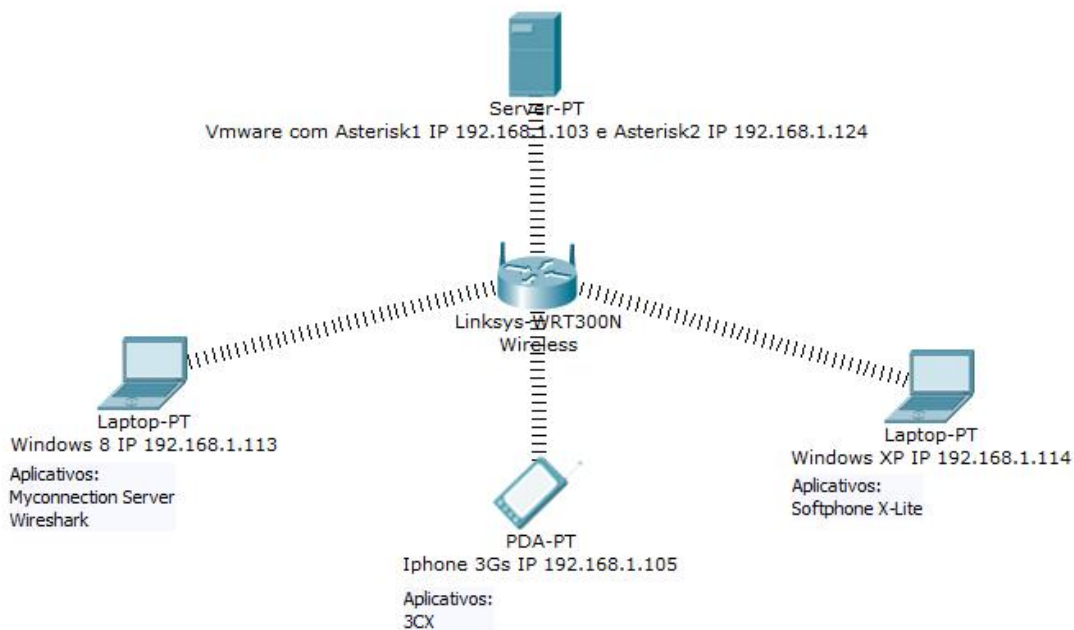 Server-PT
Vmware com Asterisk1 IP 192.168.1.103 e Asterisk2 IP 192.168.1.124
Linksys-WRT300N
Wireless
Laptop-PT
Windows 8 IP 192.168.1.113
Aplicativos:
Myconnection Server
Wireshark
PDA-PT
Iphone 3Gs IP 192.168.1.105
Aplicativos:
3CX
Laptop-PT
Windows XP IP 192.168.1.114
Aplicativos:
Softphone X-Lite